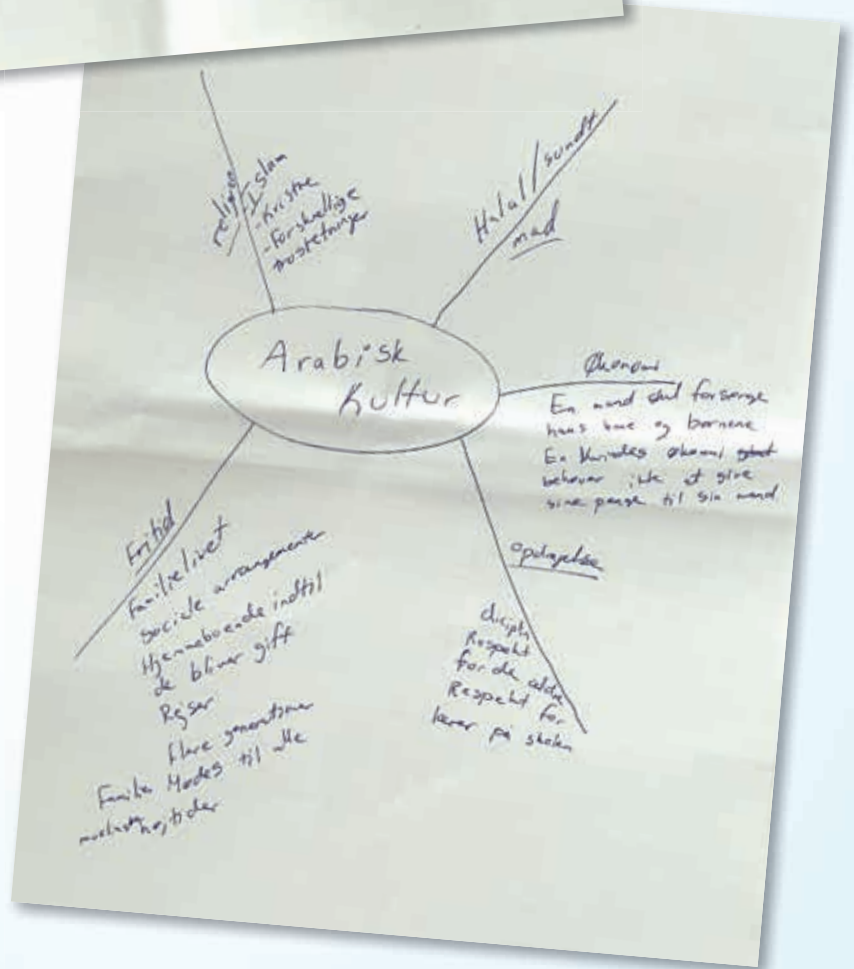 religion
- Islam
- Kristne
- Forskellige
trosretninger
Halal/sundt
mad
Arabisk
Kultur
Økonomi
En mand skal forsørge
hans kone og børnene
En Kvindes økonomi
behøver ikke at give
sine penge til sin mand
opdragelse
Respekt
for de ældre
Respekt for
lærer på skolen
Fritid
Familielivet
sociale arrangementer
Hjemmeboende indtil
de bliver gift
Rejser
flere generationer
Familie Mødes til alle
højtider